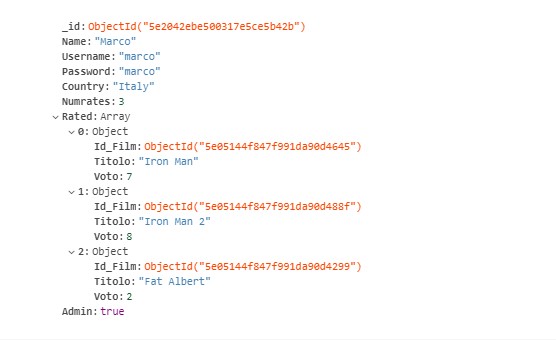 _id: ObjectId("5e2042ebe500317e5ce5b42b")
Name: "Marco"
Username: "marco"
Password: "marco"
Country: "Italy"
Numrates: 3
Rated: Array
0: Object
Id_Film: ObjectId("5e05144f847f991da90d4645")
Titolo: "Iron Man"
Voto: 7
1: Object
Id_Film: ObjectId("5e05144f847f991da90d488f")
Titolo: "Iron Man 2"
Voto: 8
2: Object
Id_Film: ObjectId("5e05144f847f991da90d4299")
Titolo: "Fat Albert"
Voto: 2
Admin: true